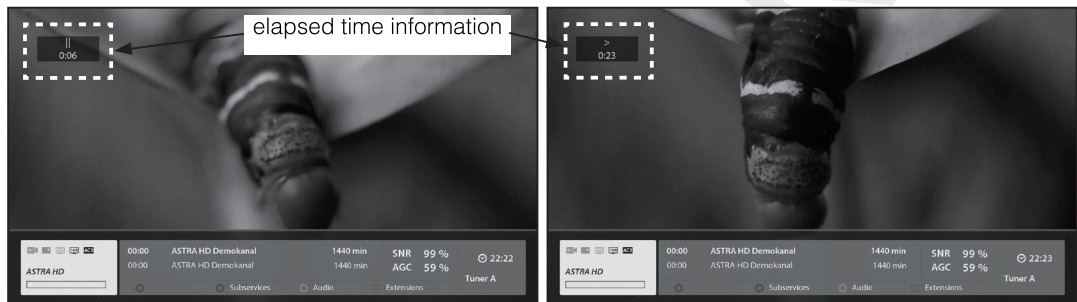 elapsed time information
||
0:06
>
0:23
00:00 ASTRA HD Demokanal 1440 min
00:00 ASTRA HD Demokanal 1440 min
SNR 99 %
AGC 59 %
22:22
Tuner A
ASTRA HD
Subservices Audio Extensions
00:00 ASTRA HD Demokanal 1440 min
00:00 ASTRA HD Demokanal 1440 min
SNR 99 %
AGC 59 %
22:23
Tuner A
ASTRA HD
Subservices Audio Extensions